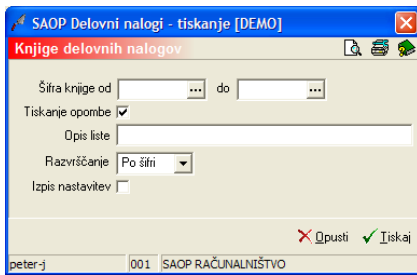 SAOP Delovni nalogi - tiskanje [DEMO]
Knjige delovnih nalogov
Šifra knjige od ... do ...
Tiskanje opombe
Opis liste
Razvrščanje Po šifri
Izpis nastavitev
Opusti Tiskaj
peter-j 001 SAOP RAČUNALNIŠTVO